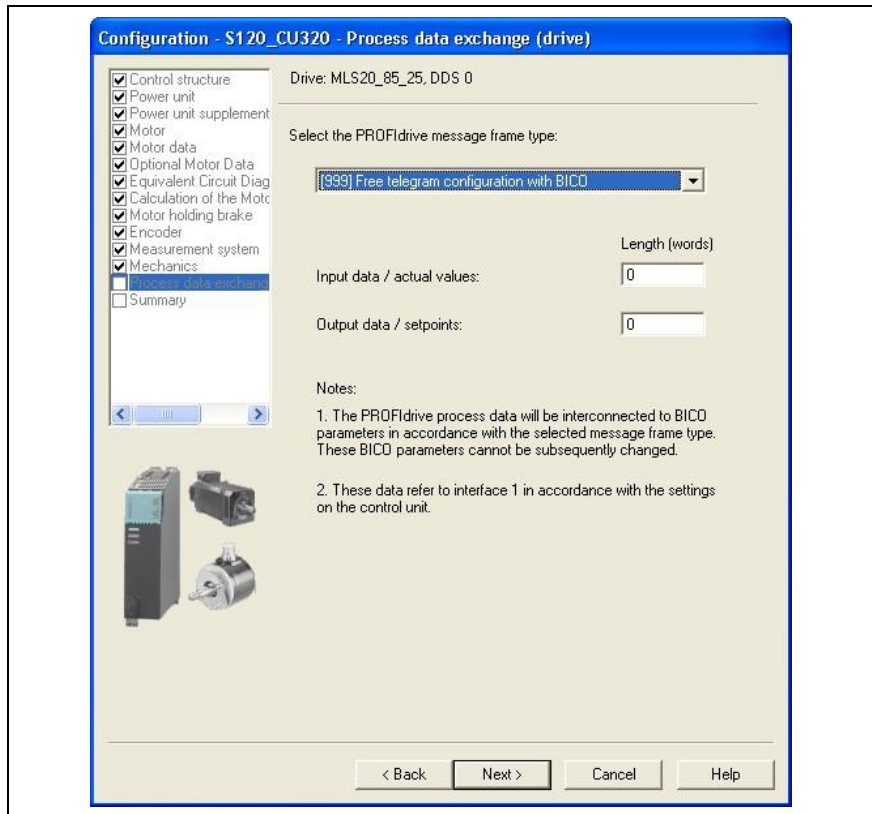 Configuration - S120_CU320 - Process data exchange (drive)
Control structure
Power unit
Power unit supplement
Motor
Motor data
Optional Motor Data
Equivalent Circuit Diag
Calculation of the Moto
Motor holding brake
Encoder
Measurement system
Mechanics
Process data exchang
Summary
Drive: MLS20_85_25, DDS 0
Select the PROFIdrive message frame type:
[999] Free telegram configuration with BICO
Length (words)
Input data / actual values:
0
Output data / setpoints:
0
Notes:
1. The PROFIdrive process data will be interconnected to BICO
parameters in accordance with the selected message frame type.
These BICO parameters cannot be subsequently changed.
2. These data refer to interface 1 in accordance with the settings
on the control unit.
< Back
Next >
Cancel
Help